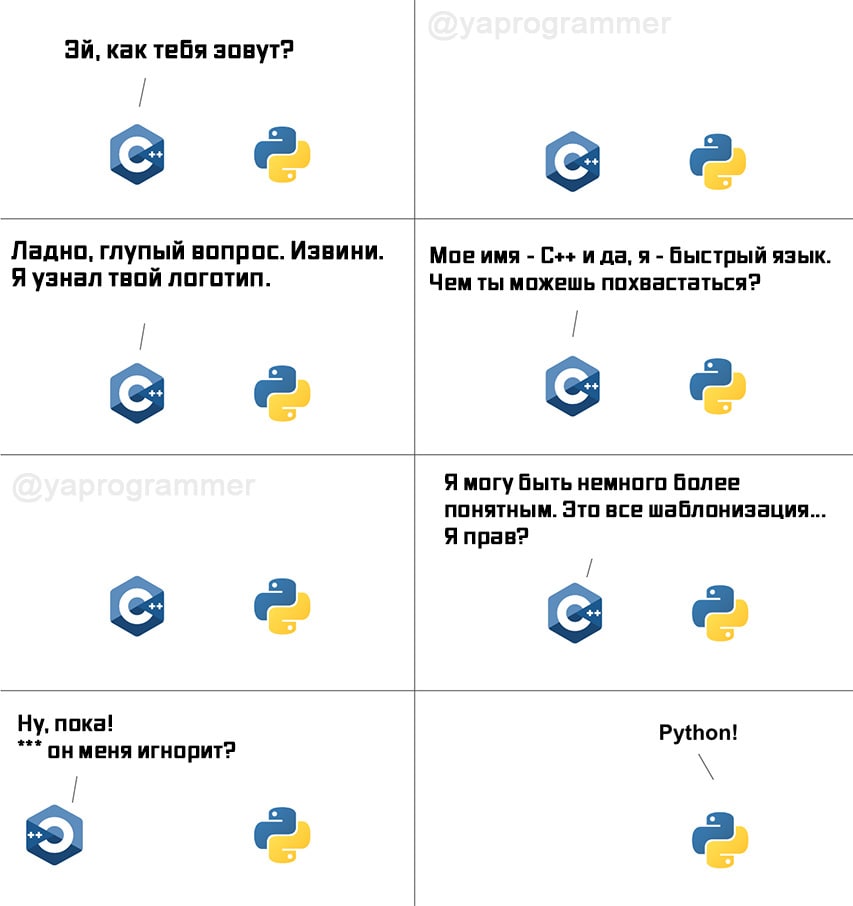 Эй, как тебя зовут?
@yaprogrammer
C++
C++
Ладно, глупый вопрос. Извини.
Я узнал твой логотип.
Мое имя - C++ и да, я - быстрый язык.
Чем ты можешь похвастаться?
C++
C++
@yaprogrammer
Я могу быть немного более
понятным. Это все шаблонизация...
Я прав?
C++
C++
Ну, пока!
*** он меня игнорит?
Python!
C++